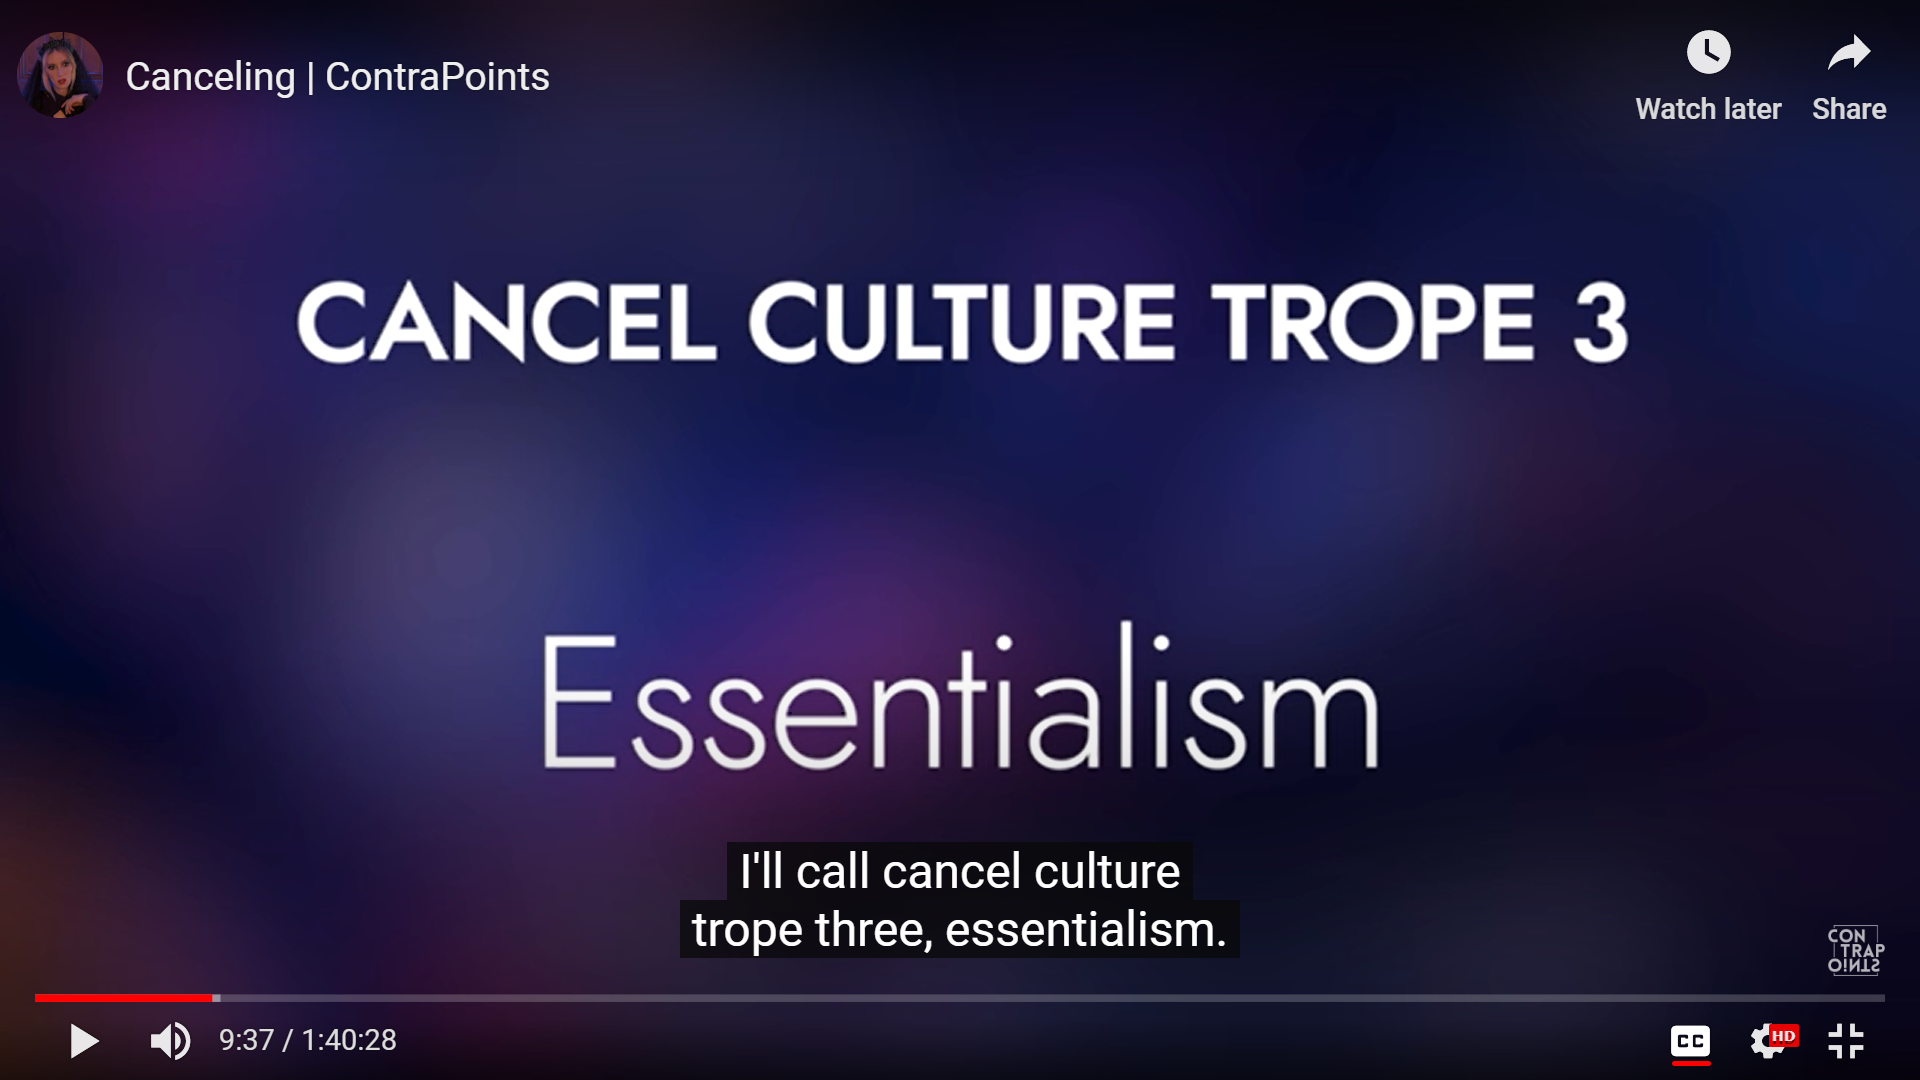 Canceling | ContraPoints
Watch later
Share
CANCEL CULTURE TROPE 3
Essentialism
I'll call cancel culture
trope three, essentialism.
CON
TRAP
OINTS
9:37 / 1:40:28
CC
HD